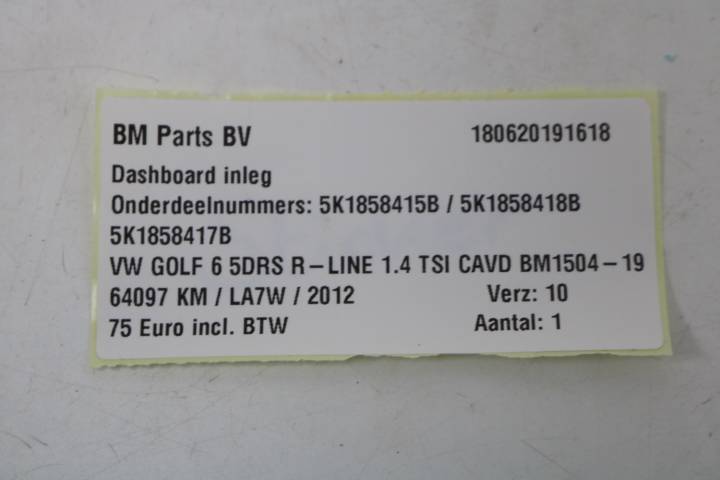 BM Parts BV 180620191618
Dashboard inleg
Onderdeelnummers: 5K1858415B / 5K1858418B
5K1858417B
VW GOLF 6 5DRS R-LINE 1.4 TSI CAVD BM1504-19
64097 KM / LA7W / 2012 Verz: 10
75 Euro incl. BTW Aantal: 1